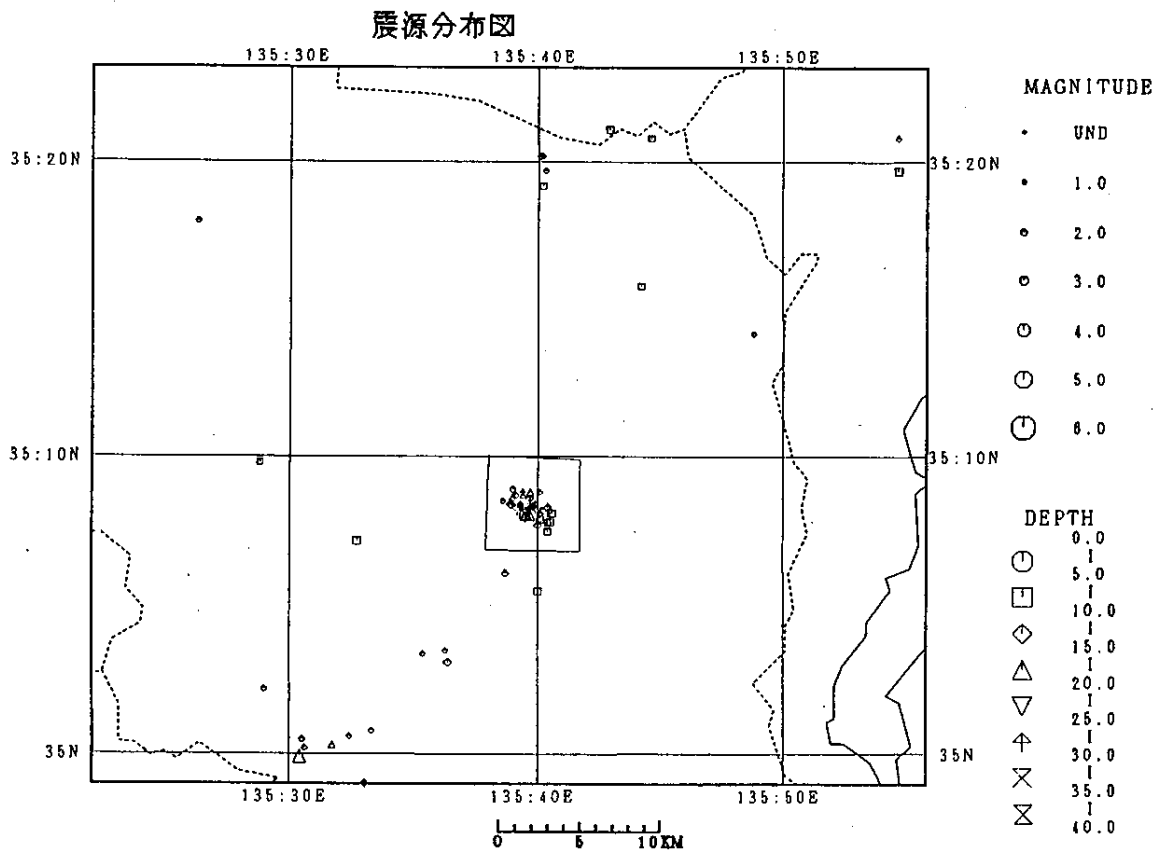 震源分布図
135:30E 135:40E 135:50E
35:20N 35:20N
35:10N 35:10N
35N 35N
135:30E 135:40E 135:50E
0 5 10KM
MAGNITUDE
UND
1.0
2.0
3.0
4.0
5.0
6.0
DEPTH
0.0
I
5.0
I
10.0
I
15.0
I
20.0
I
25.0
I
30.0
I
35.0
I
40.0